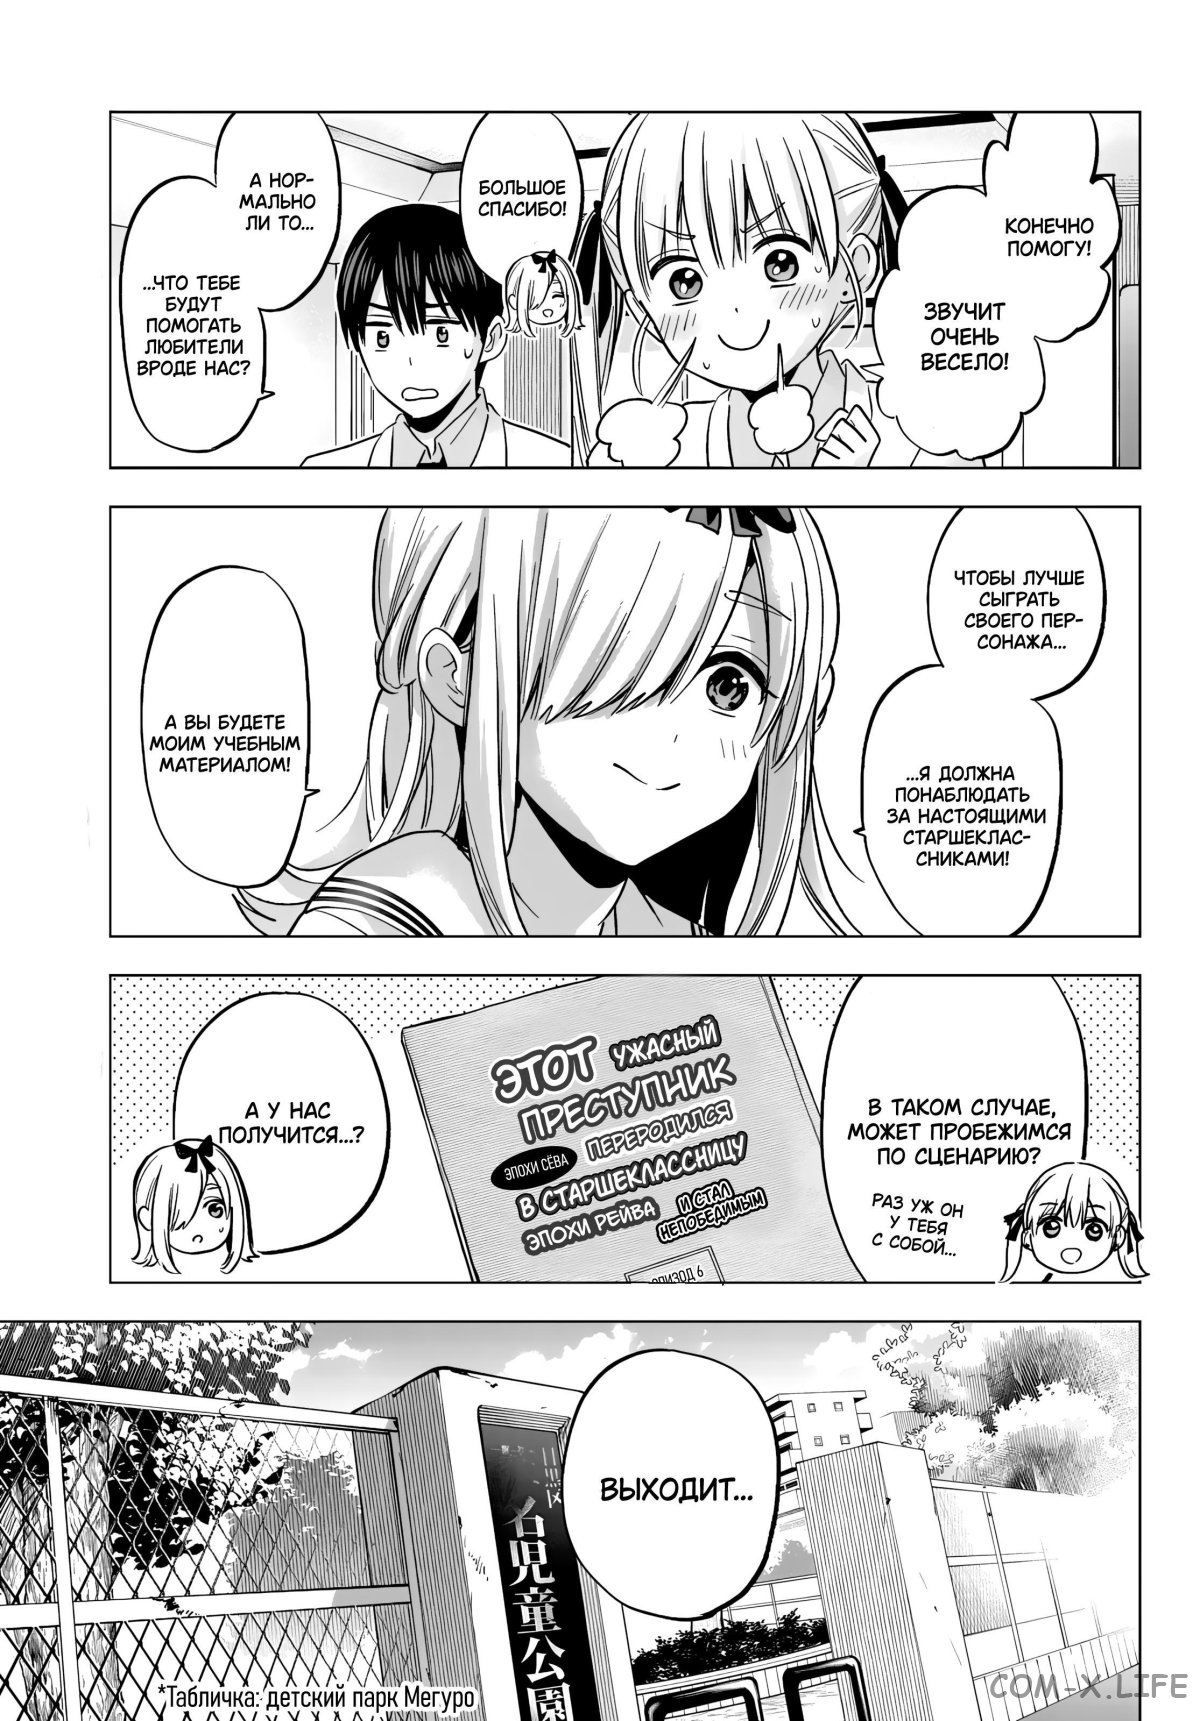 КОНЕЧНО
ПОМОГУ!
ЗВУЧИТ
ОЧЕНЬ
ВЕСЕЛО!
БОЛЬШОЕ
СПАСИБО!
А НОР-
МАЛЬНО
ЛИ ТО...
...ЧТО ТЕБЕ
БУДУТ
ПОМОГАТЬ
ЛЮБИТЕЛИ
ВРОДЕ НАС?
ЧТОБЫ ЛУЧШЕ
СЫГРАТЬ
СВОЕГО ПЕР-
СОНАЖА...
...Я ДОЛЖНА
ПОНАБЛЮДАТЬ
ЗА НАСТОЯЩИМИ
СТАРШЕКЛАС-
СНИКАМИ!
А ВЫ БУДЕТЕ
МОИМ УЧЕБНЫМ
МАТЕРИАЛОМ!
В ТАКОМ СЛУЧАЕ,
МОЖЕТ ПРОБЕЖИМСЯ
ПО СЦЕНАРИЮ?
РАЗ УЖ ОН
У ТЕБЯ
С СОБОЙ...
ЭТОТ УЖАСНЫЙ
ПРЕСТУПНИК
ЭПОХИ СЁВА ПЕРЕРОДИЛСЯ
В СТАРШЕКЛАССНИЦУ
ЭПОХИ РЕЙВА И СТАЛ
НЕПОБЕДИМЫМ
ЭПИЗОД 6
А У НАС
ПОЛУЧИТСЯ...?
ВЫХОДИТ...
児童公園
*Табличка: детский парк Мегуро
COM-X.LIFE